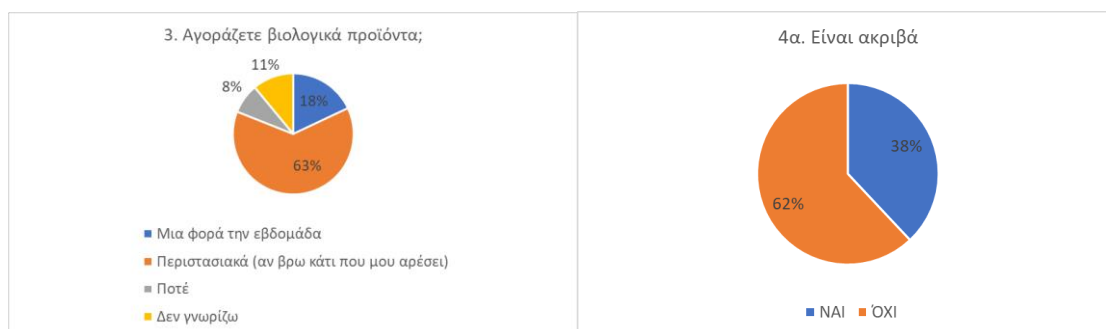 3. Αγοράζετε βιολογικά προϊόντα;
11%
8%
18%
63%
Μια φορά την εβδομάδα
Περιστασιακά (αν βρω κάτι που μου αρέσει)
Ποτέ
Δεν γνωρίζω
4α. Είναι ακριβά
38%
62%
ΝΑΙ ΌΧΙ